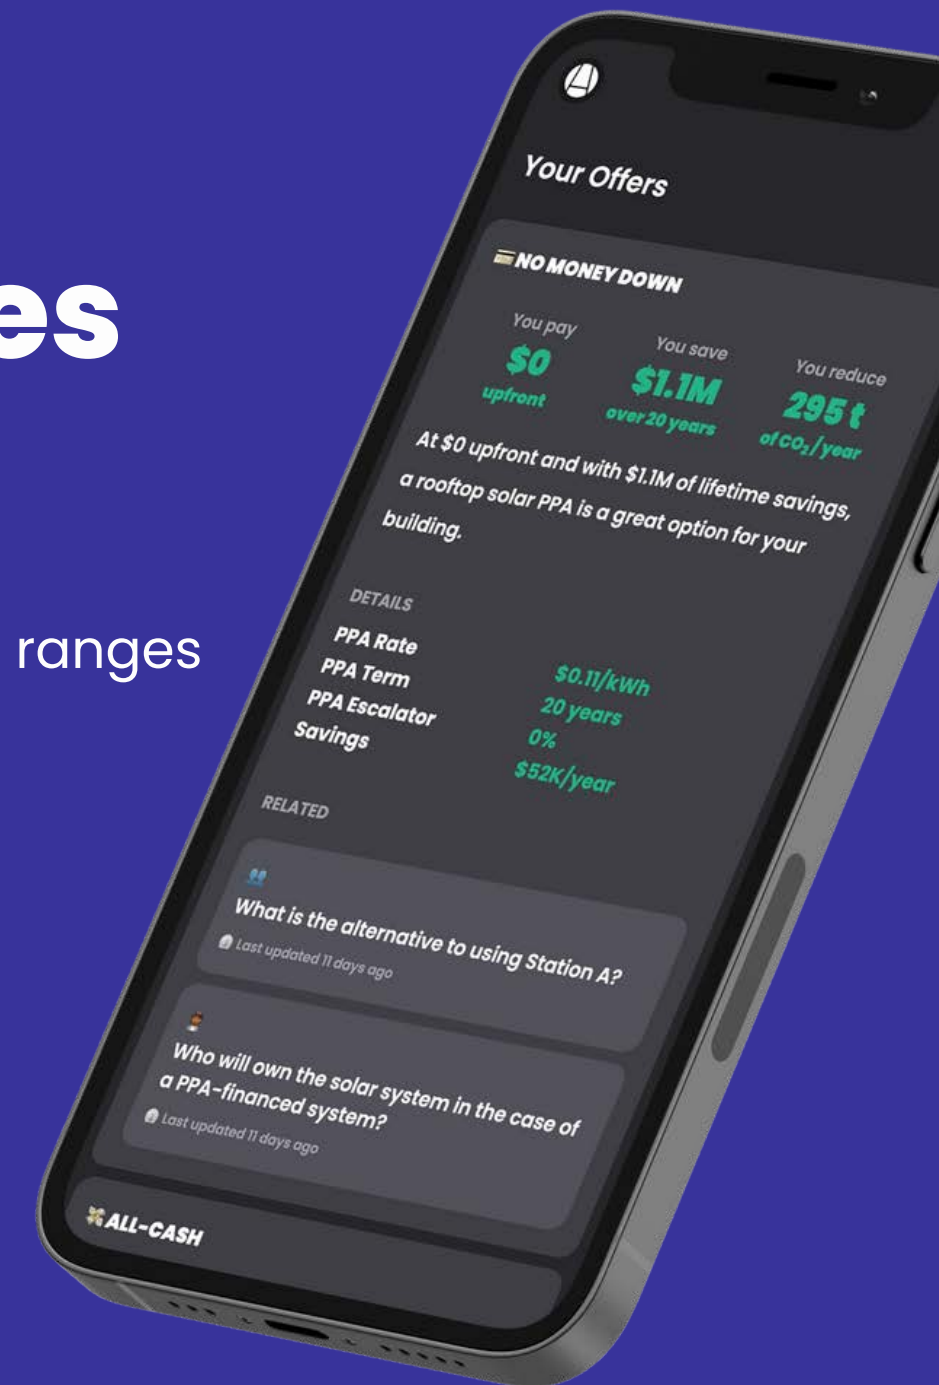 es
ranges
Your Offers
NO MONEY DOWN
You pay
$0
upfront
You save
$1.1M
over 20 years
You reduce
295 t
of CO₂/year
At $0 upfront and with $1.1M of lifetime savings,
a rooftop solar PPA is a great option for your
building.
DETAILS
PPA Rate
$0.11/kWh
PPA Term
20 years
PPA Escalator
0%
Savings
$52K/year
RELATED
What is the alternative to using Station A?
Last updated 11 days ago
Who will own the solar system in the case of
a PPA-financed system?
Last updated 11 days ago
ALL-CASH